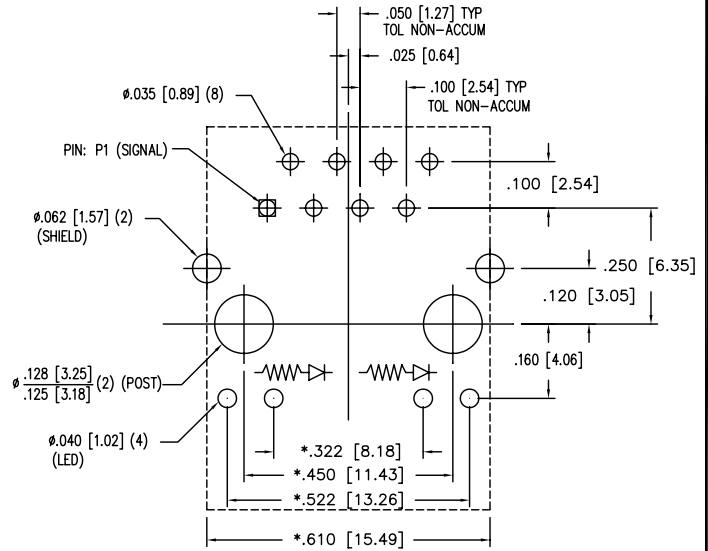 .050 [1.27] TYP
TOL NON-ACCUM
.025 [0.64]
.100 [2.54] TYP
TOL NON-ACCUM
ø.035 [0.89] (8)
PIN: P1 (SIGNAL)
.100 [2.54]
ø.062 [1.57] (2)
(SHIELD)
.250 [6.35]
.120 [3.05]
.160 [4.06]
ø .128 [3.25]
.125 [3.18] (2) (POST)
ø.040 [1.02] (4)
(LED)
*.322 [8.18]
*.450 [11.43]
*.522 [13.26]
*.610 [15.49]